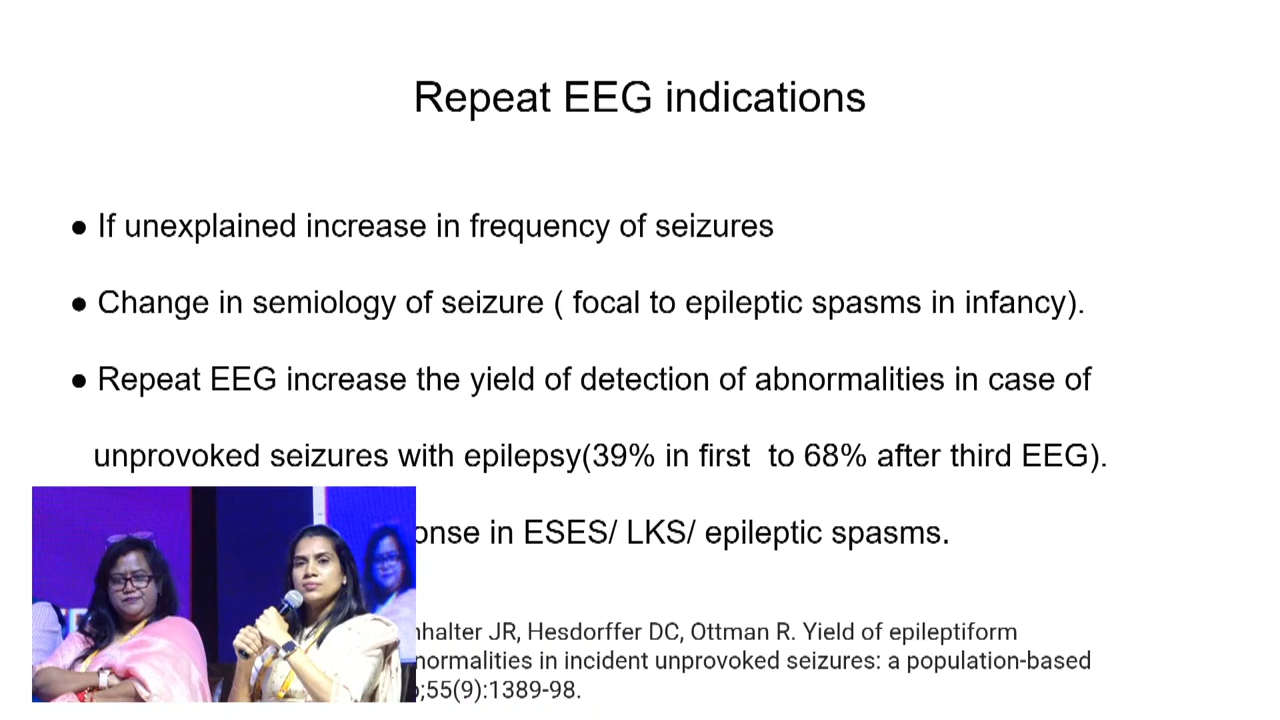 Repeat EEG indications
● If unexplained increase in frequency of seizures
● Change in semiology of seizure ( focal to epileptic spasms in infancy).
● Repeat EEG increase the yield of detection of abnormalities in case of
unprovoked seizures with epilepsy(39% in first  to 68% after third EEG).
in ESES/ LKS/ epileptic spasms.
JR, Hesdorffer DC, Ottman R. Yield of epileptiform
in incident unprovoked seizures: a population-based
;55(9):1389-98.